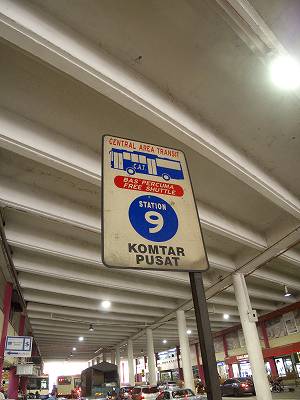 CENTRAL AREA TRANSIT
CAT
BAS PERCUMA
FREE SHUTTLE
STATION
9
KOMTAR
PUSAT